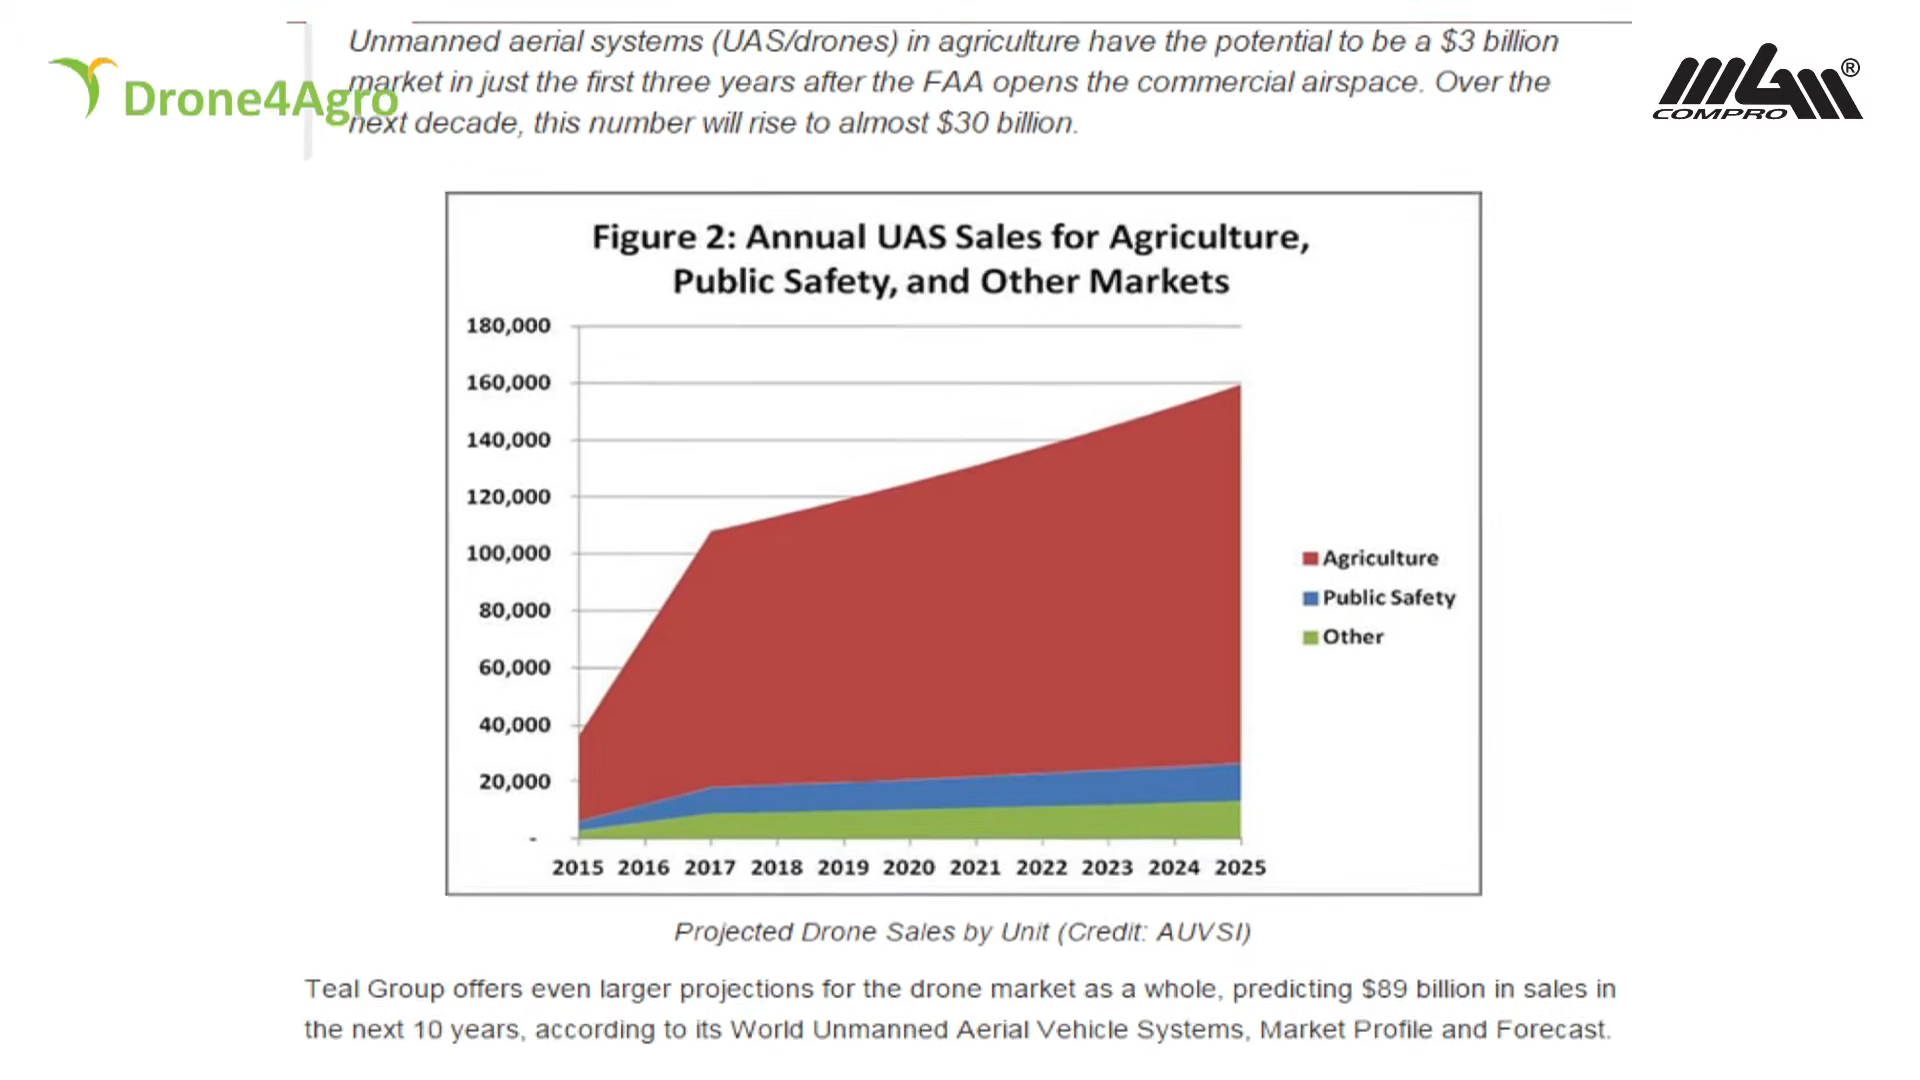 Unmanned aerial systems (UAS/drones) in agriculture have the potential to be a $3 billion
market in just the first three years after the FAA opens the commercial airspace. Over the
next decade, this number will rise to almost $30 billion.
Drone4Agro
MGM®
COMPRO
Figure 2: Annual UAS Sales for Agriculture,
Public Safety, and Other Markets
180,000
160,000
140,000
120,000
100,000
80,000
60,000
40,000
20,000
-
Agriculture
Public Safety
Other
2015 2016 2017 2018 2019 2020 2021 2022 2023 2024 2025
Projected Drone Sales by Unit (Credit: AUVSI)
Teal Group offers even larger projections for the drone market as a whole, predicting $89 billion in sales in
the next 10 years, according to its World Unmanned Aerial Vehicle Systems, Market Profile and Forecast.